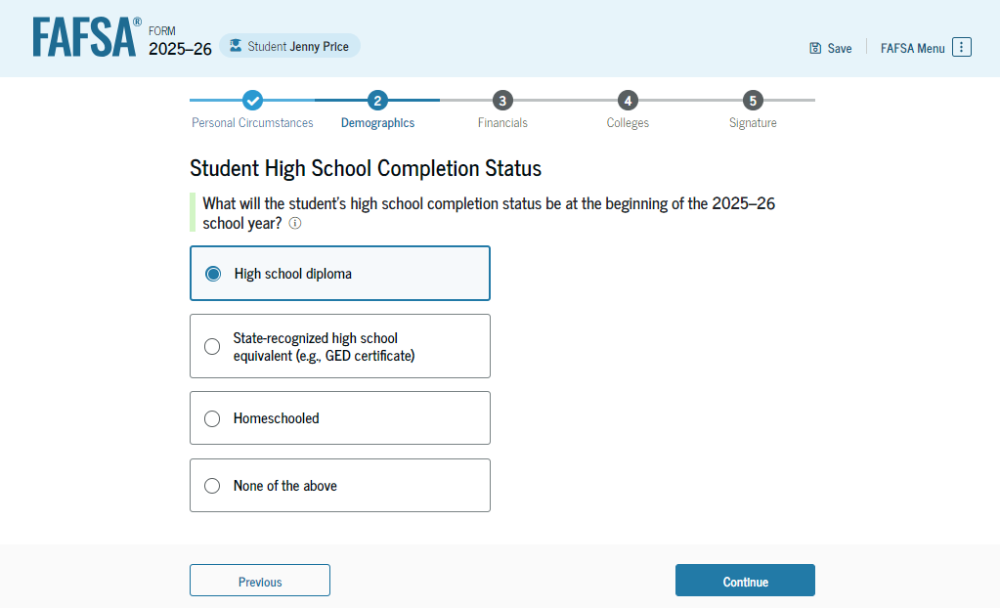 FAFSA®
FORM
2025–26
Student Jenny Price
Save
FAFSA Menu
2
3
4
5
Personal Circumstances
Demographics
Financials
Colleges
Signature
Student High School Completion Status
What will the student's high school completion status be at the beginning of the 2025–26
school year?
High school diploma
State-recognized high school
equivalent (e.g., GED certificate)
Homeschooled
None of the above
Previous
Continue